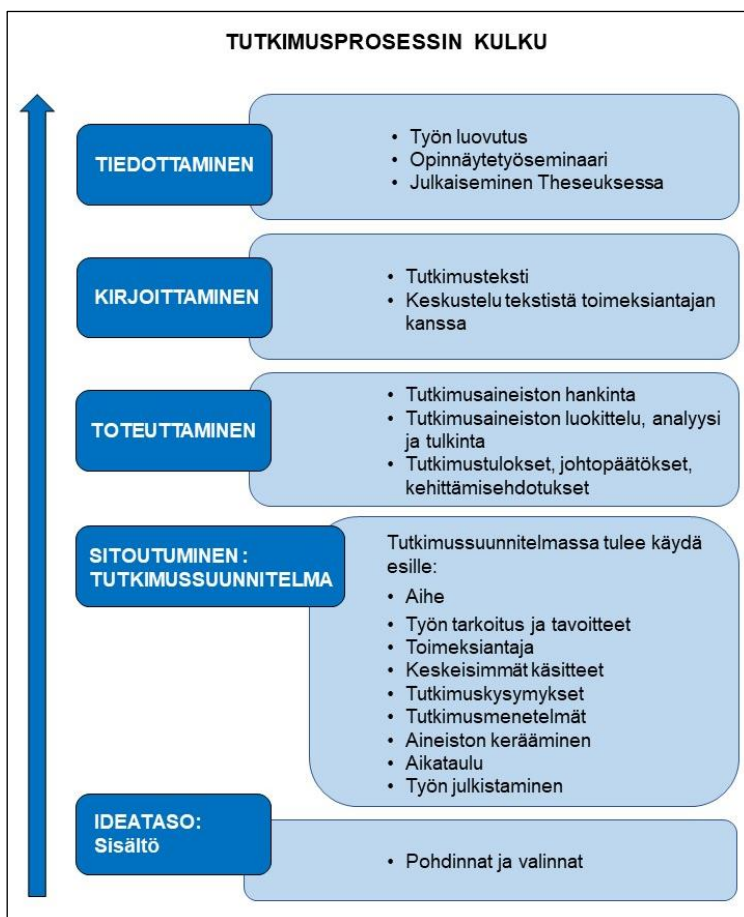 TUTKIMUSPROSESSIN KULKU
TIEDOTTAMINEN
• Työn luovutus
• Opinnäytetyöseminaari
• Julkaiseminen Theseuksessa
KIRJOITTAMINEN
• Tutkimusteksti
• Keskustelu tekstistä toimeksiantajan
kanssa
TOTEUTTAMINEN
• Tutkimusaineiston hankinta
• Tutkimusaineiston luokittelu, analyysi
ja tulkinta
• Tutkimustulokset, johtopäätökset,
kehittämisehdotukset
SITOUTUMINEN :
TUTKIMUSSUUNNITELMA
Tutkimussuunnitelmassa tulee käydä
esille:
• Aihe
• Työn tarkoitus ja tavoitteet
• Toimeksiantaja
• Keskeisimmät käsitteet
• Tutkimuskysymykset
• Tutkimusmenetelmät
• Aineiston kerääminen
• Aikataulu
• Työn julkistaminen
IDEATASO:
Sisältö
• Pohdinnat ja valinnat